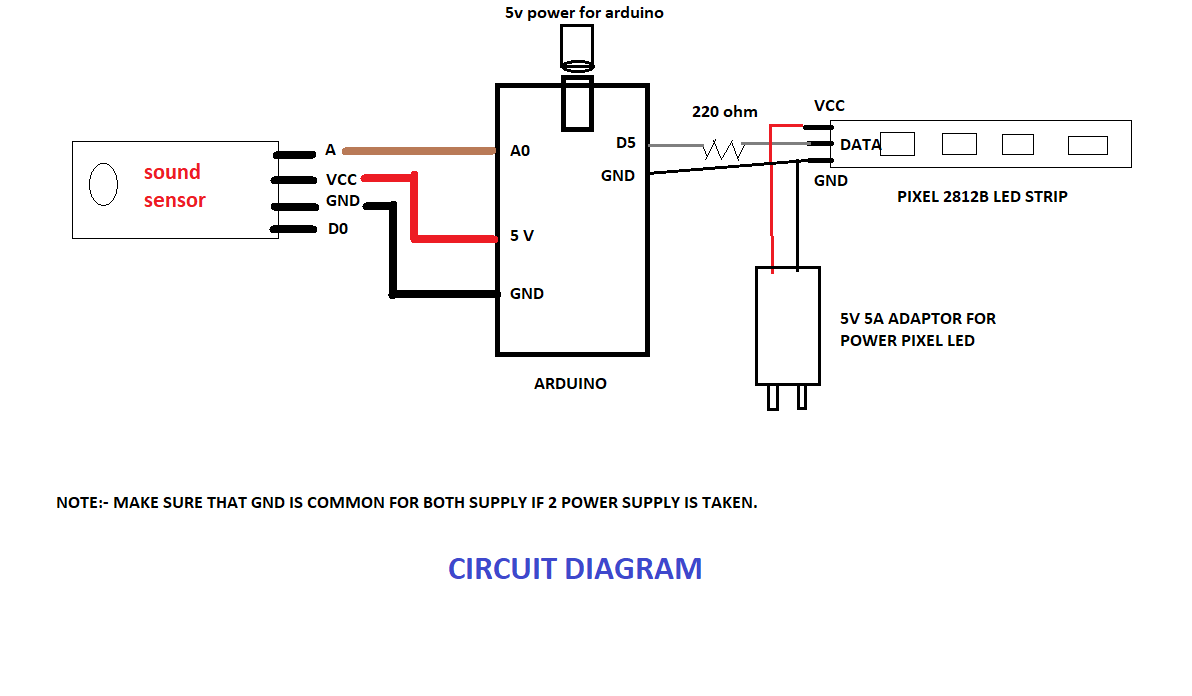 5v power for arduino
220 ohm
VCC
D5
DATA
A
A0
sound
sensor
VCC
GND
GND
GND
PIXEL 2812B LED STRIP
D0
5 V
GND
5V 5A ADAPTOR FOR
POWER PIXEL LED
ARDUINO
NOTE:- MAKE SURE THAT GND IS COMMON FOR BOTH SUPPLY IF 2 POWER SUPPLY IS TAKEN.
CIRCUIT DIAGRAM